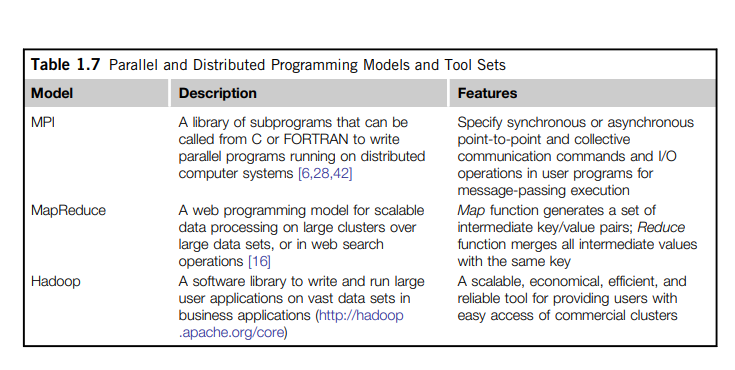 Table 1.7 Parallel and Distributed Programming Models and Tool Sets
Model Description Features
MPI
A library of subprograms that can be
called from C or FORTRAN to write
parallel programs running on distributed
computer systems [6,28,42]
Specify synchronous or asynchronous
point-to-point and collective
communication commands and I/O
operations in user programs for
message-passing execution
MapReduce
A web programming model for scalable
data processing on large clusters over
large data sets, or in web search
operations [16]
Map function generates a set of
intermediate key/value pairs; Reduce
function merges all intermediate values
with the same key
Hadoop
A software library to write and run large
user applications on vast data sets in
business applications (http://hadoop
.apache.org/core)
A scalable, economical, efficient, and
reliable tool for providing users with
easy access of commercial clusters